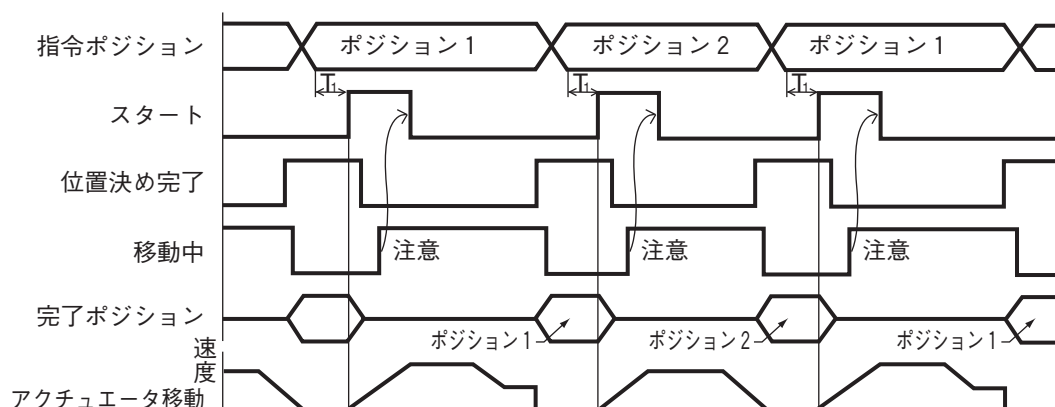 指令ポジション
ポジション1
ポジション2
ポジション1
T1
T1
T1
スタート
位置決め完了
移動中
注意
注意
注意
完了ポジション
ポジション1
ポジション2
ポジション1
速度
アクチュエータ移動